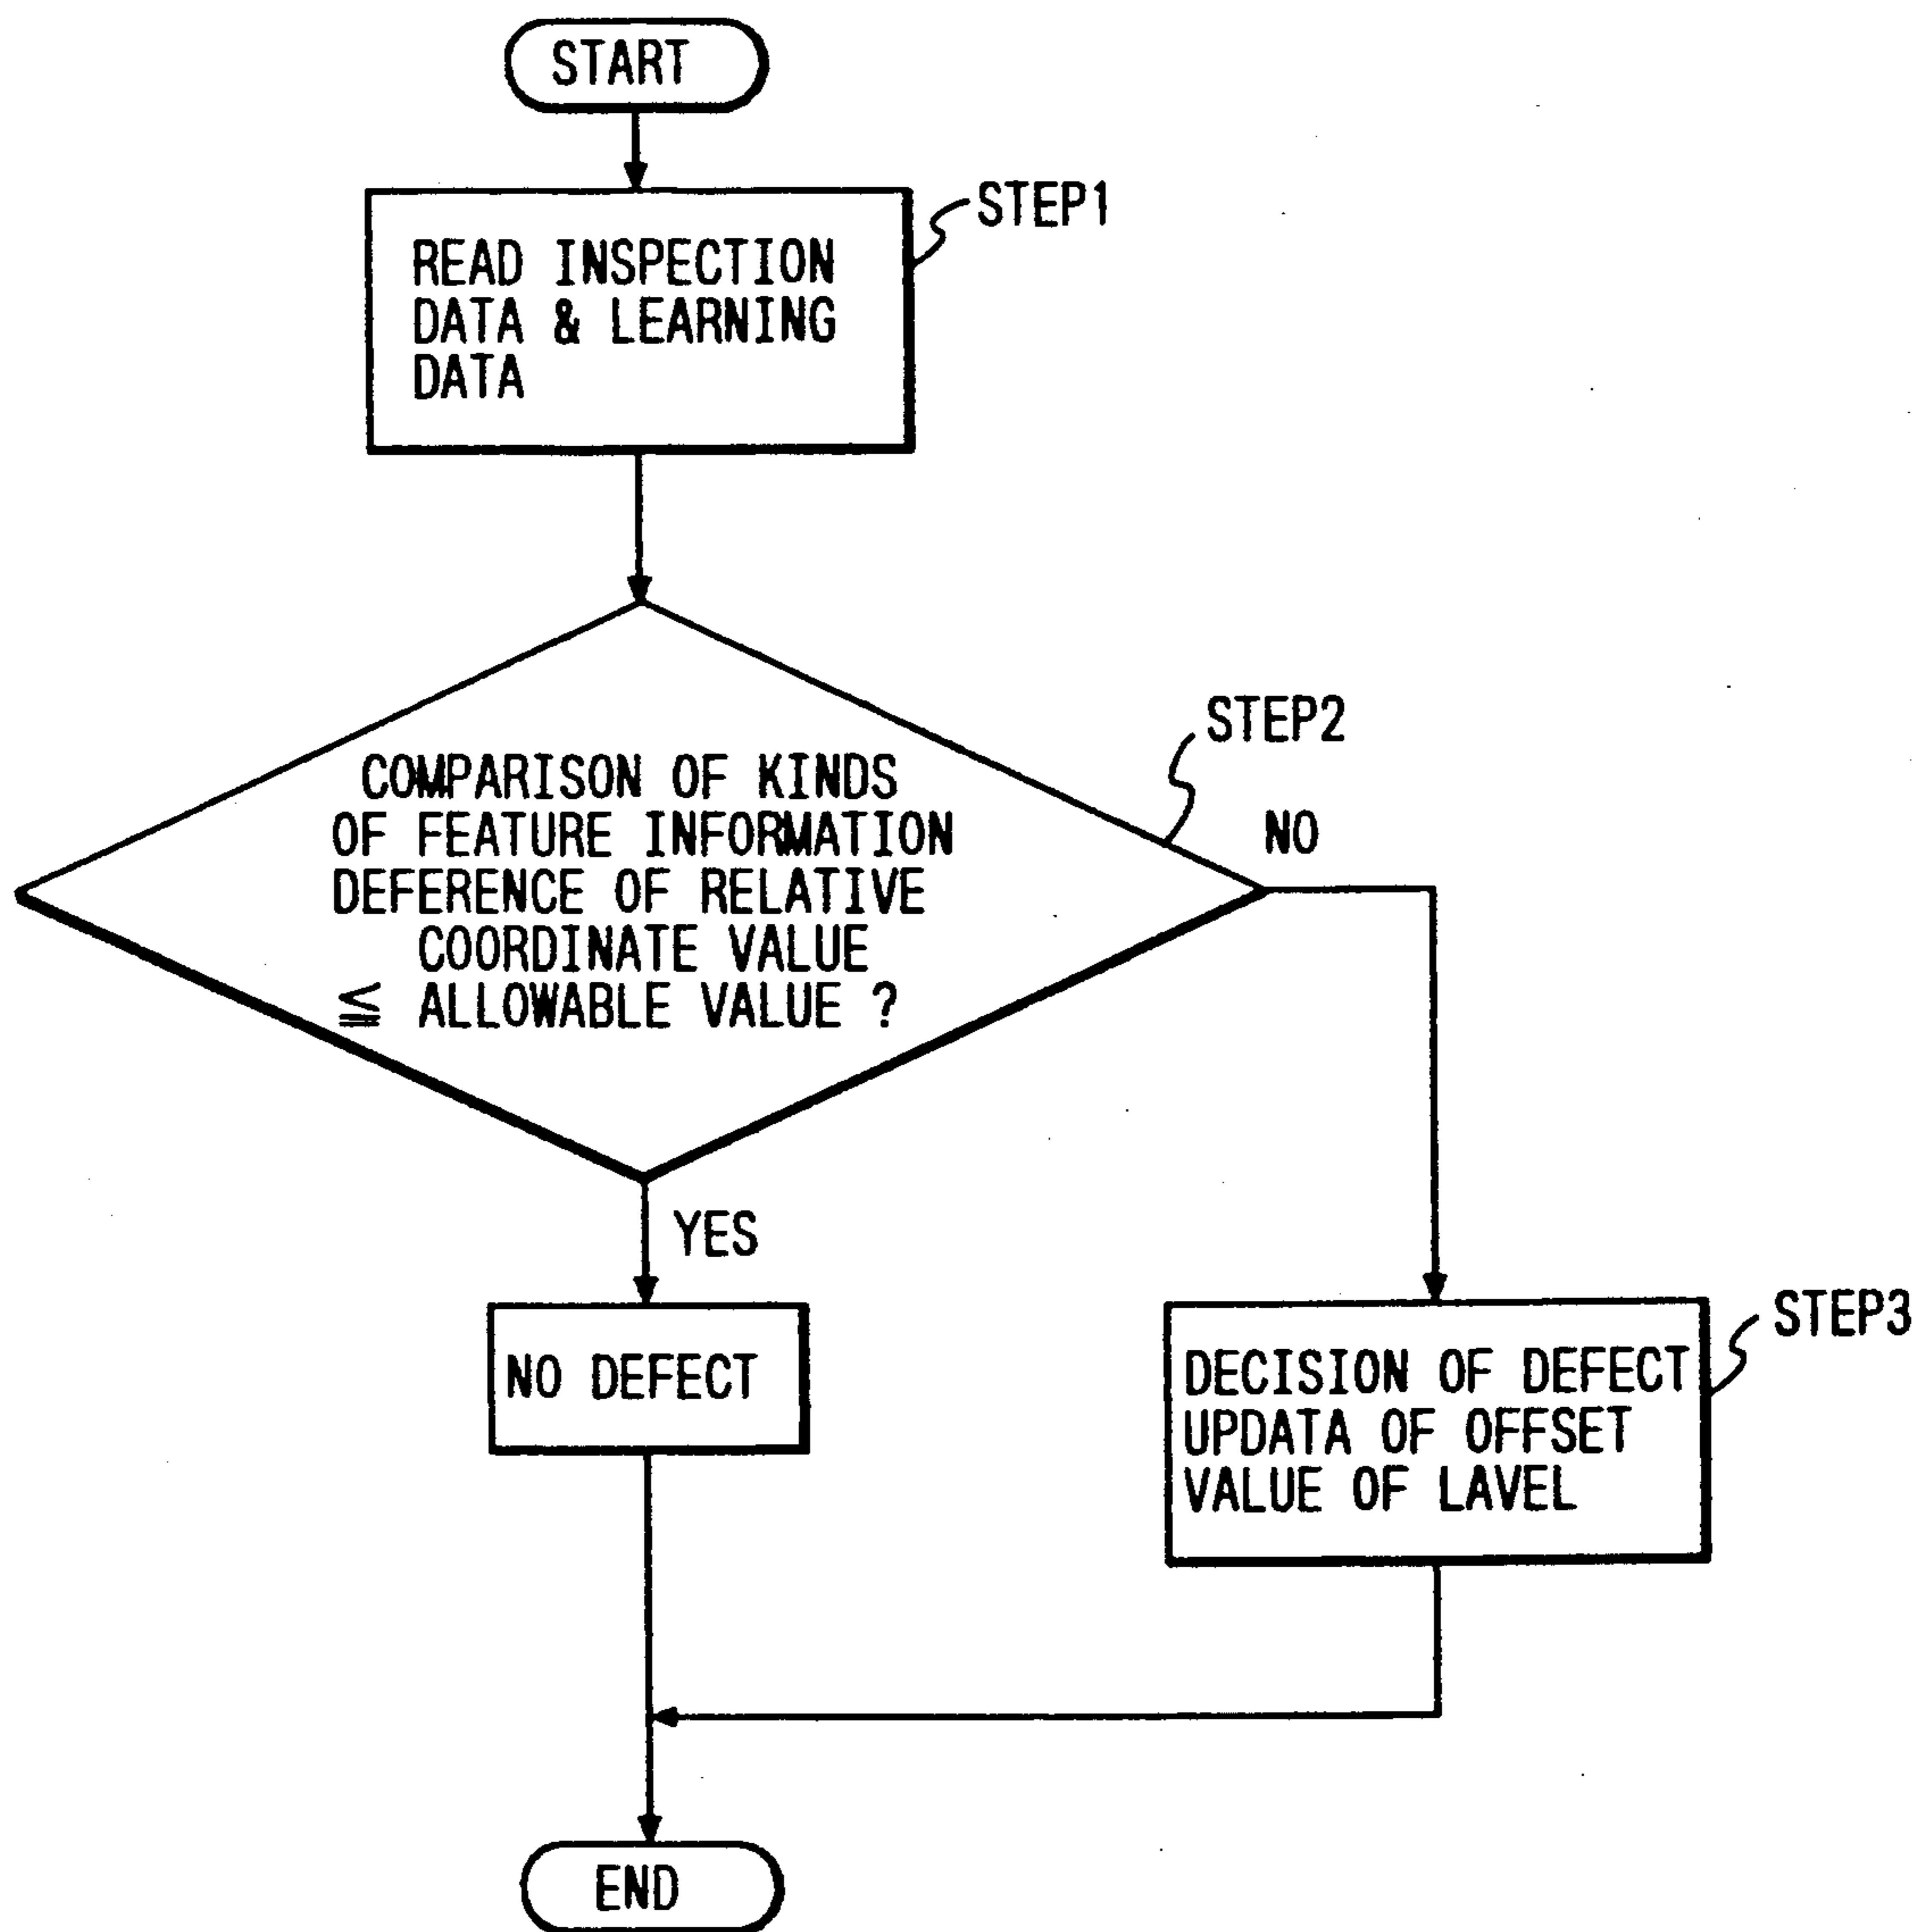 START
STEP1
READ INSPECTION
DATA & LEARNING
DATA
STEP2
COMPARISON OF KINDS
OF FEATURE INFORMATION
DEFERENCE OF RELATIVE
COORDINATE VALUE
≦ ALLOWABLE VALUE ?
NO
YES
NO DEFECT
STEP3
DECISION OF DEFECT
UPDATA OF OFFSET
VALUE OF LAVEL
END